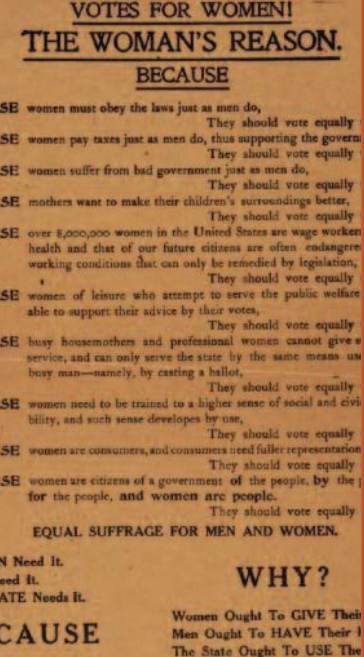 VOTES FOR WOMEN!
THE WOMAN'S REASON.
BECAUSE
SE women must obey the laws just as men do,
They should vote equally
SE women pay taxes just as men do, thus supporting the govern
They should vote equally
SE women suffer from bad government just as men do,
They should vote equally
SE mothers want to make their children's surroundings better,
They should vote equally
SE over 8,000,000 women in the United States are wage worker
health and that of our future citizens are often endangere
working conditions that can only be remedied by legislation,
They should vote equally
SE women of leisure who attempt to serve the public welfare
able to support their advice by their votes,
They should vote equally
SE busy housemothers and professional women cannot give s
service, and can only serve the state by the same means use
busy man—namely, by casting a ballot,
They should vote equally
SE women need to be trained to a higher sense of social and civi
bility, and such sense developes by use,
They should vote equally
SE women are consumers, and consumers need fuller representation
They should vote equally
SE women are citizens of a government of the people, by the p
for the people, and women are people.
They should vote equally
EQUAL SUFFRAGE FOR MEN AND WOMEN.
N Need It.
eed It.
ATE Needs It.
CAUSE
WHY?
Women Ought To GIVE Their
Men Ought To HAVE Their
The State Ought To USE The